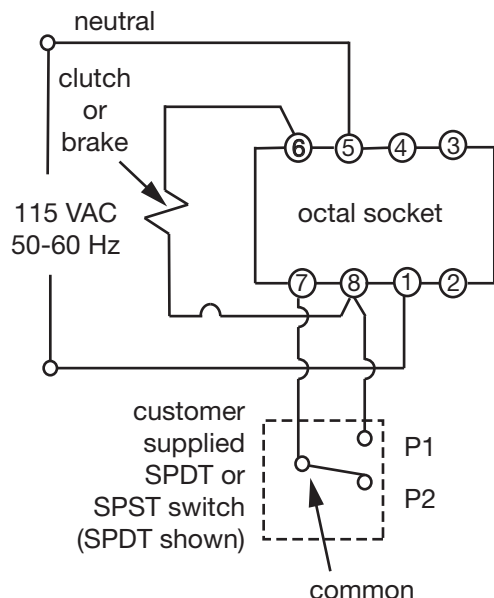 neutral
clutch
or
brake
6 5 4 3
115 VAC
50-60 Hz
octal socket
7 8 1 2
customer
supplied
SPDT or
SPST switch
(SPDT shown)
P1
P2
common